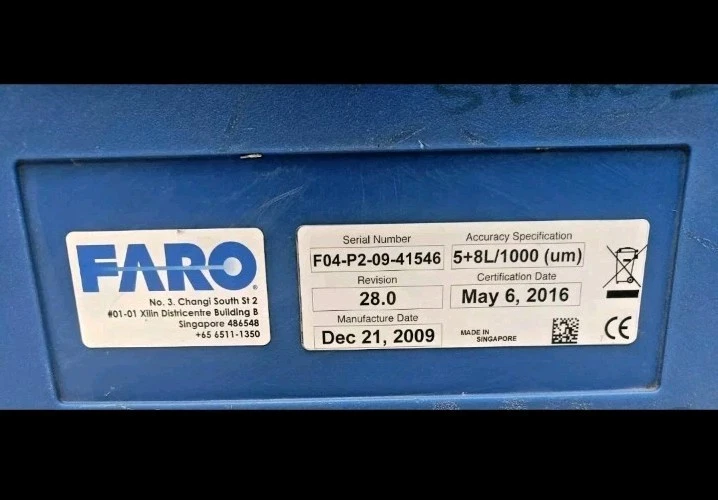 FARO
No. 3. Changi South St 2
#01-01 Xilin Districentre Building B
Singapore 486548
+65 6511-1350
Serial Number
F04-P2-09-41546
Revision
28.0
Manufacture Date
Dec 21, 2009
Accuracy Specification
5+8L/1000 (um)
Certification Date
May 6, 2016
MADE IN
SINGAPORE
CE